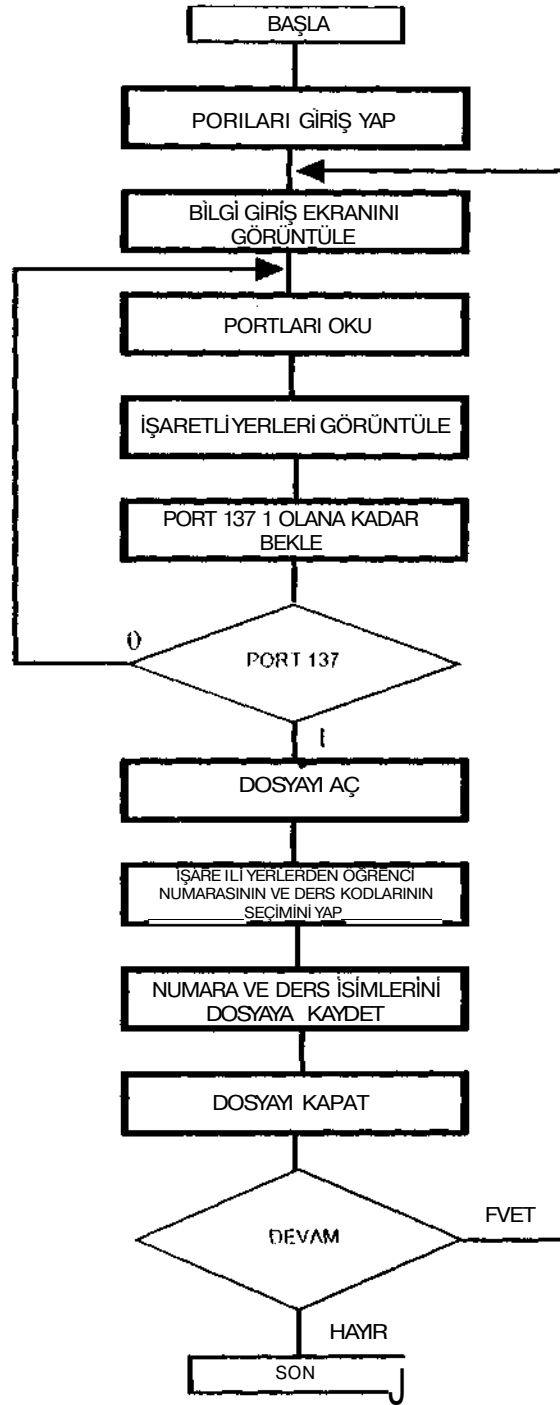 BAŞLA
PORILARI GİRİŞ YAP
BİLGİ GİRİŞ EKRANINI
GÖRÜNTÜLE
PORTLARI OKU
İŞARETLİ YERLERİ GÖRÜNTÜLE
PORT 137 1 OLANA KADAR
BEKLE
0
PORT 137
1
DOSYAYI AÇ
İŞARE ILI YERLERDEN ÖĞRENCİ
NUMARASININ VE DERS KODLARININ
SEÇİMİNİ YAP
NUMARA VE DERS İSİMLERİNİ
DOSYAYA KAYDET
DOSYAYI KAPAT
DEVAM
FVET
HAYIR
SON